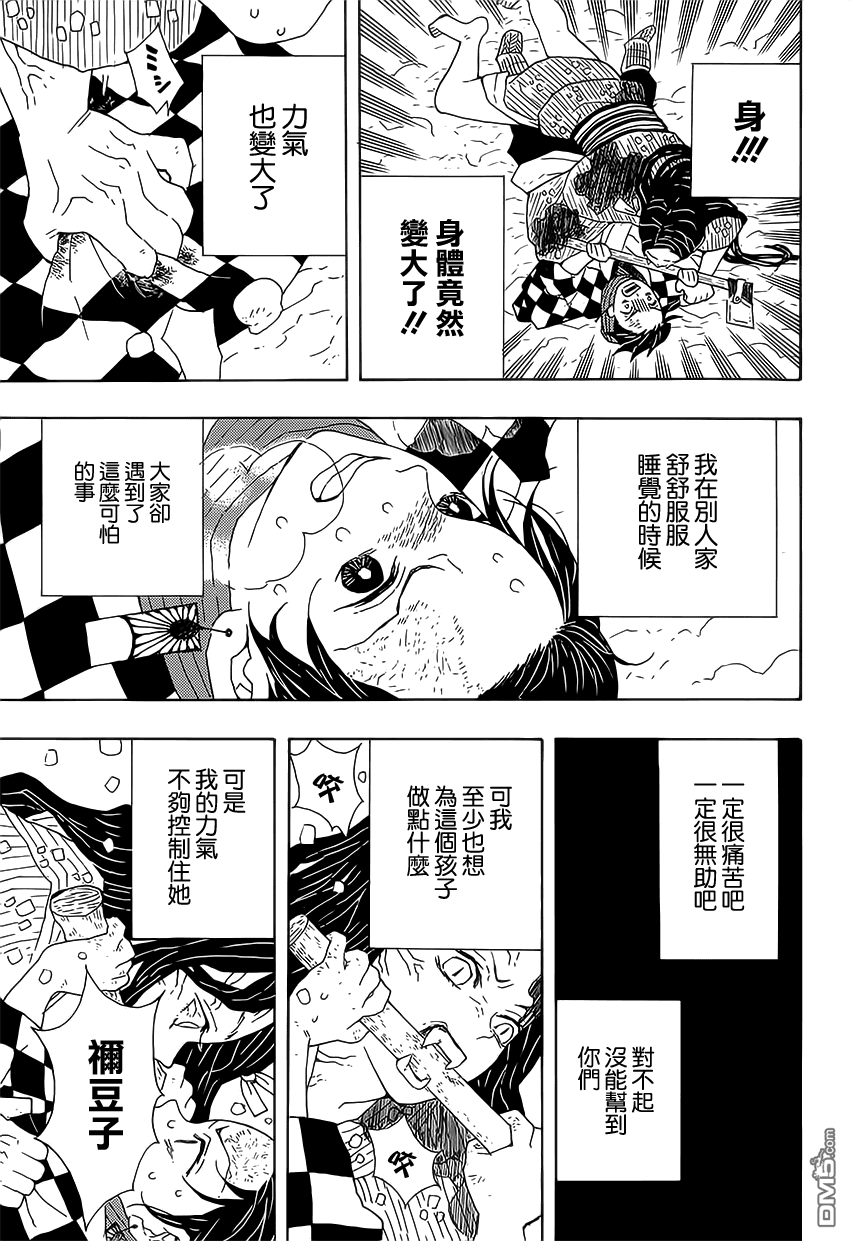 身!!!
身體竟然
變大了!!
力氣
也變大了
我在別人家
舒舒服服
睡覺的時候
大家卻
遇到了
這麼可怕
的事
一定很痛苦吧
一定很無助吧
對不起
沒能幫到
你們
可我
至少也想
為這個孩子
做點什麼
可是
我的力氣
不夠控制住她
禰豆子
DM5.com